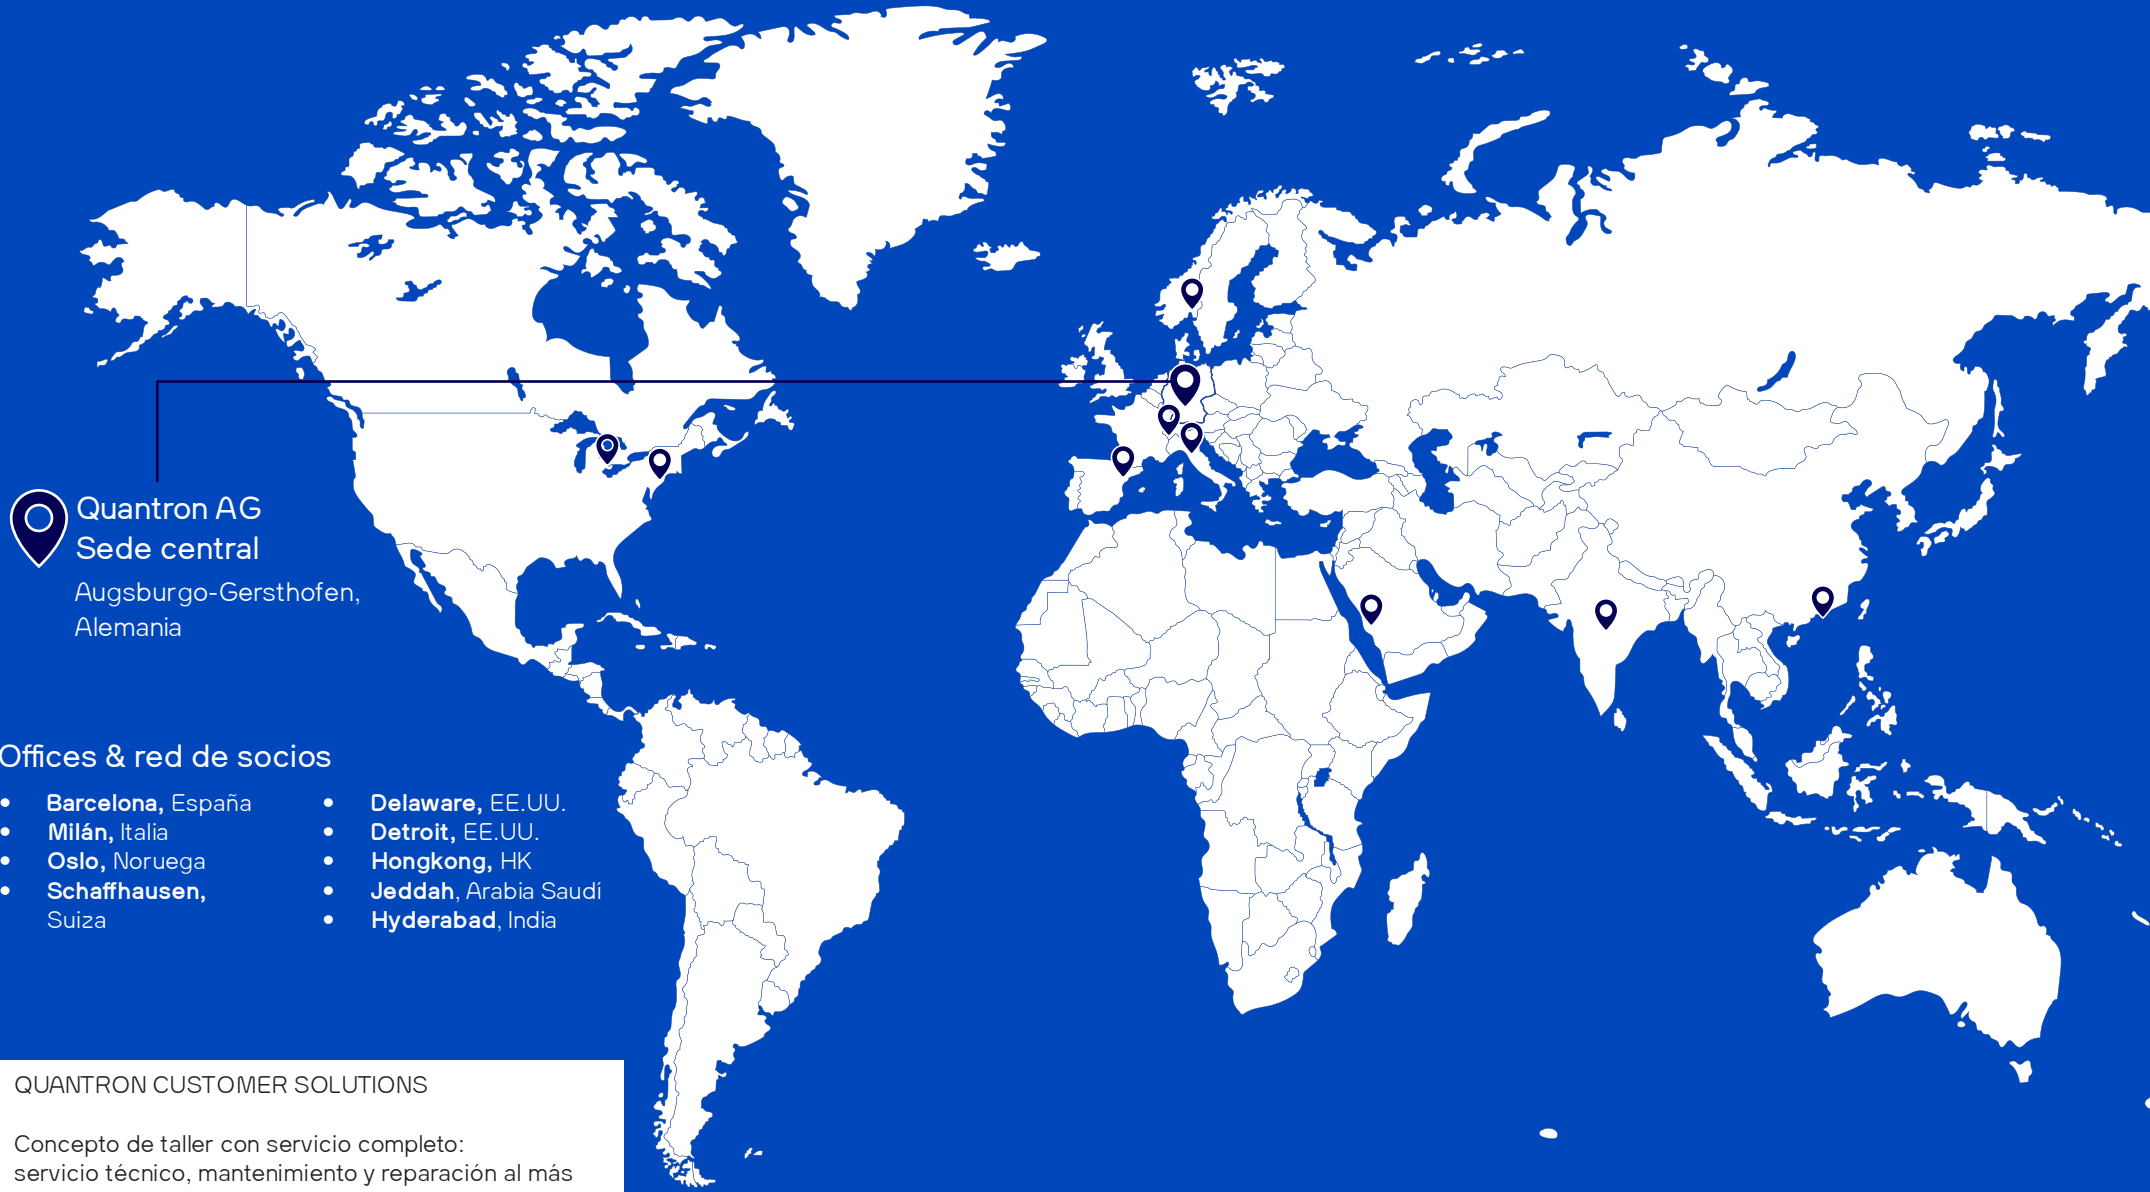 Quantron AG
Sede central
Augsburgo-Gersthofen,
Alemania
Offices & red de socios
• Barcelona, España
• Milán, Italia
• Oslo, Noruega
• Schaffhausen,
Suiza
• Delaware, EE.UU.
• Detroit, EE.UU.
• Hongkong, HK
• Jeddah, Arabia Saudí
• Hyderabad, India
QUANTRON CUSTOMER SOLUTIONS
Concepto de taller con servicio completo:
servicio técnico, mantenimiento y reparación al más